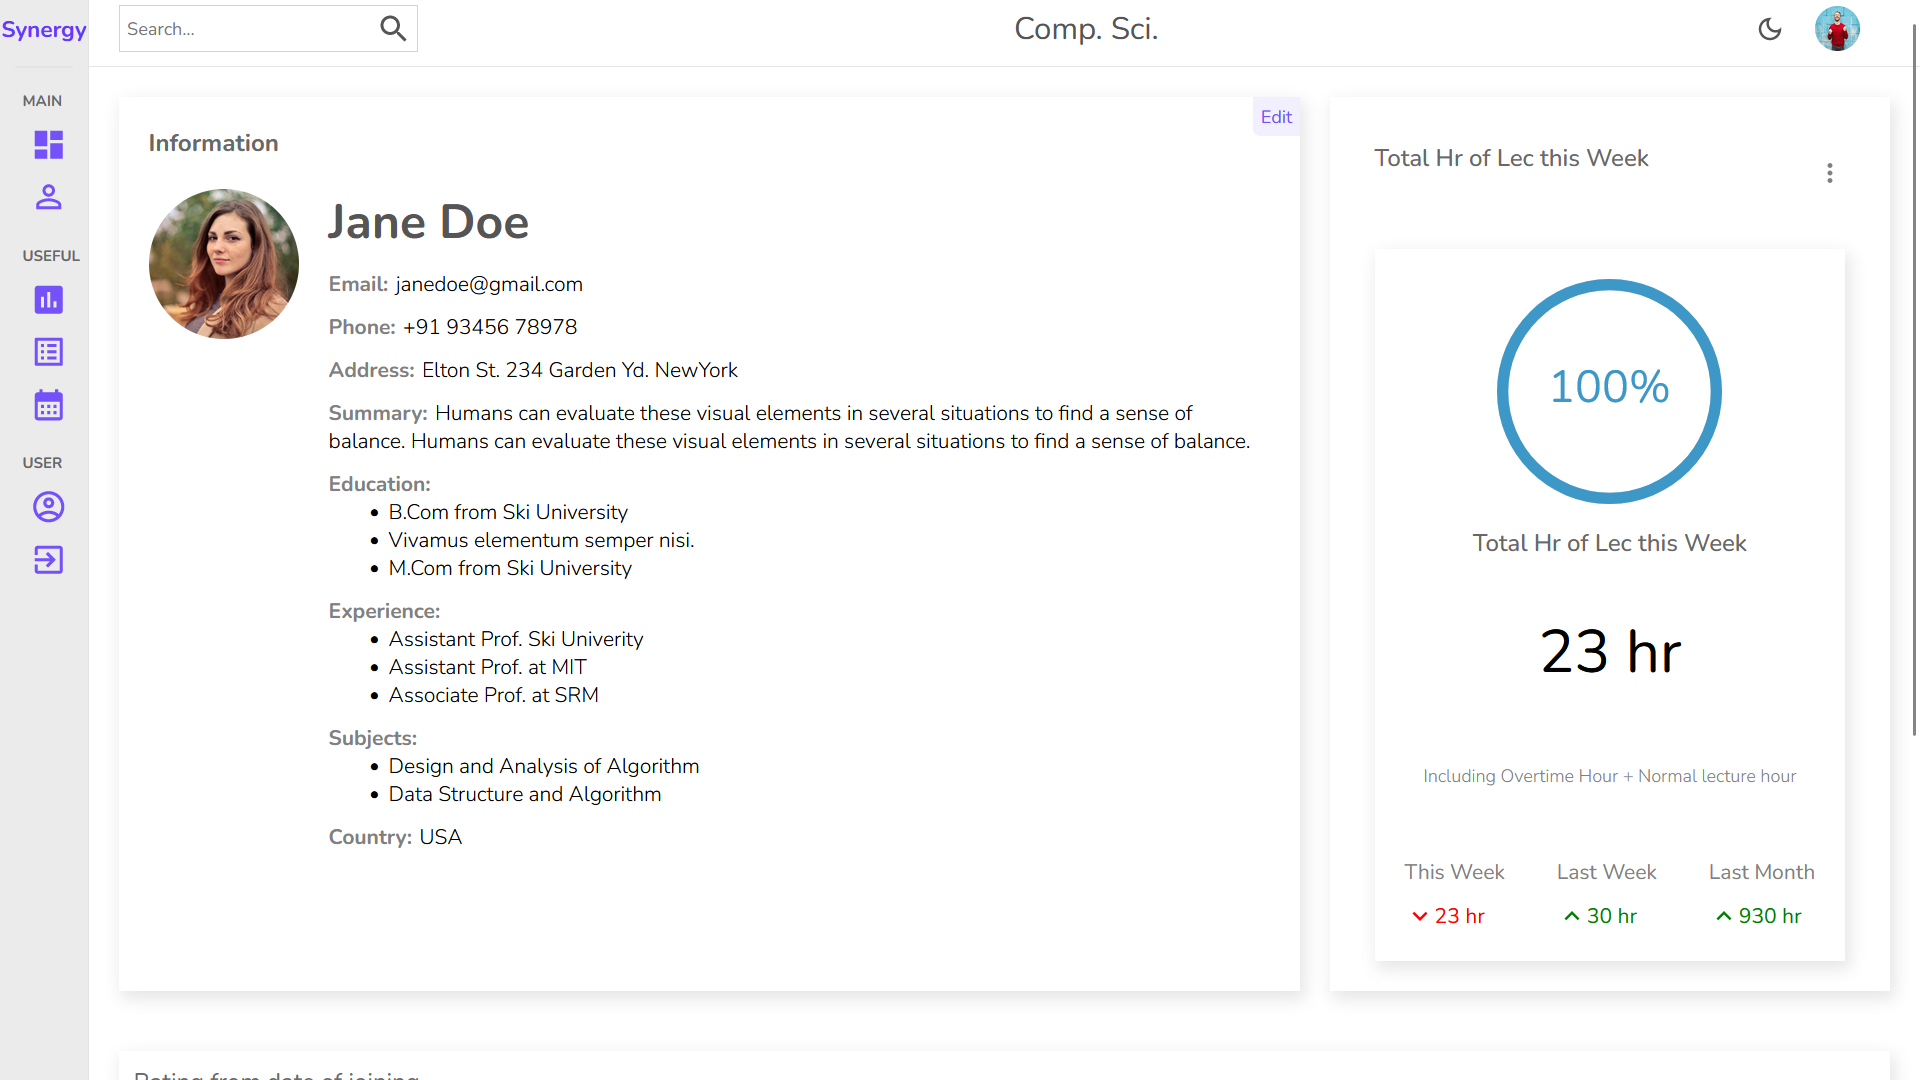 Synergy
Search...
Comp. Sci.
MAIN
USEFUL
USER
Information
Edit
Jane Doe
Email: janedoe@gmail.com
Phone: +91 93456 78978
Address: Elton St. 234 Garden Yd. NewYork
Summary: Humans can evaluate these visual elements in several situations to find a sense of
balance. Humans can evaluate these visual elements in several situations to find a sense of balance.
Education:
• B.Com from Ski University
• Vivamus elementum semper nisi.
• M.Com from Ski University
Experience:
• Assistant Prof. Ski Univerity
• Assistant Prof. at MIT
• Associate Prof. at SRM
Subjects:
• Design and Analysis of Algorithm
• Data Structure and Algorithm
Country: USA
Total Hr of Lec this Week
100%
Total Hr of Lec this Week
23 hr
Including Overtime Hour + Normal lecture hour
This Week Last Week Last Month
23 hr 30 hr 930 hr
Rating from date of joining